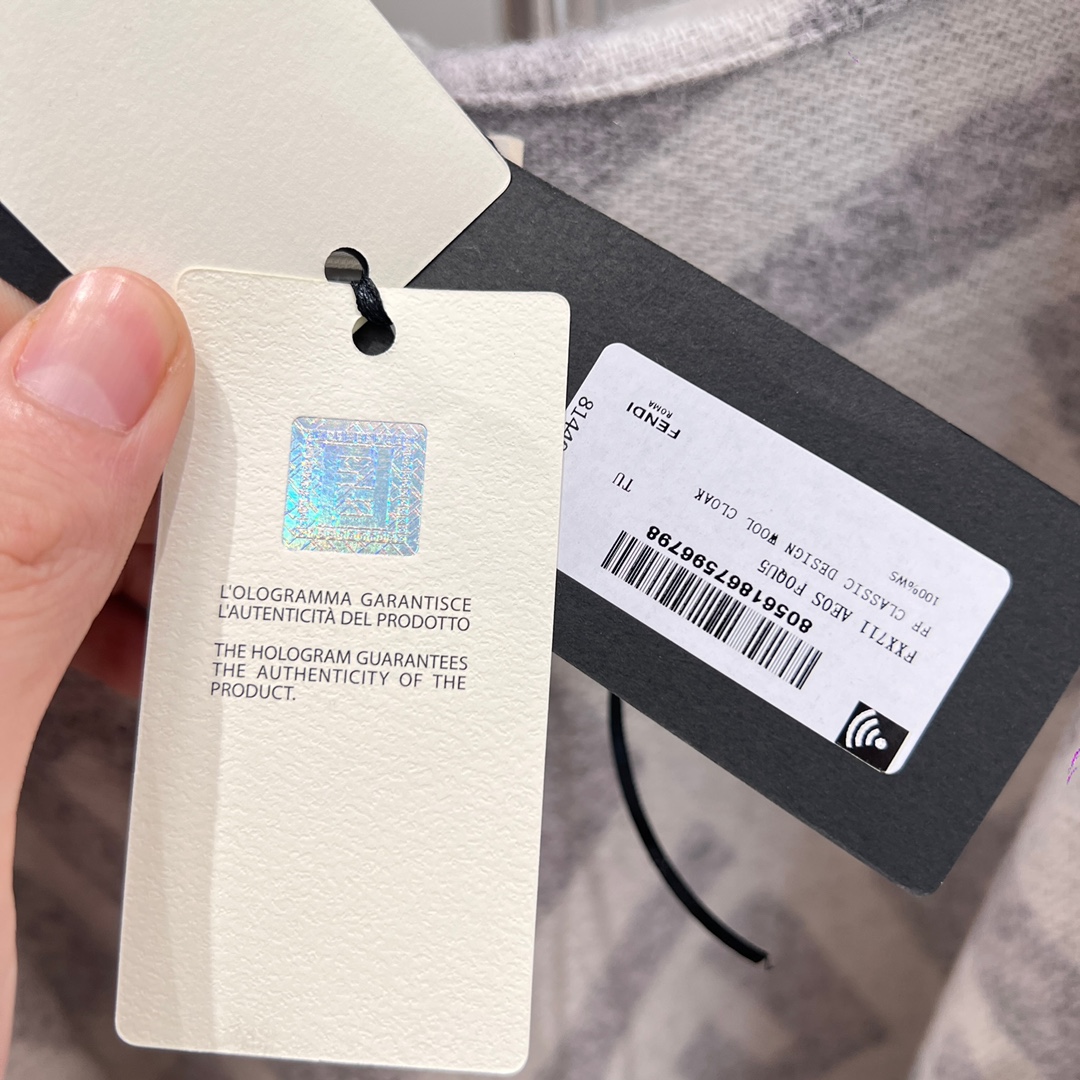 L'OLOGRAMMA GARANTISCE
L'AUTENTICITÀ DEL PRODOTTO
THE HOLOGRAM GUARANTEES
THE AUTHENTICITY OF THE
PRODUCT.
FENDI
ROMA
TU
100%WS
FF CLASSIC DESIGN WOOL CLOAK
FXX711 AEOS F0QU5
8056186759679​8